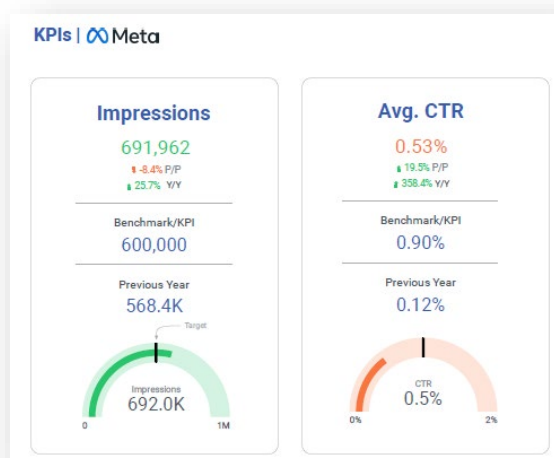 KPIs | Meta
Impressions
691,962
-8.4% P/P
25.7% Y/Y
Benchmark/KPI
600,000
Previous Year
568.4K
Target
Impressions
692.0K
0
1M
Avg. CTR
0.53%
19.5% P/P
358.4% Y/Y
Benchmark/KPI
0.90%
Previous Year
0.12%
CTR
0.5%
0%
2%